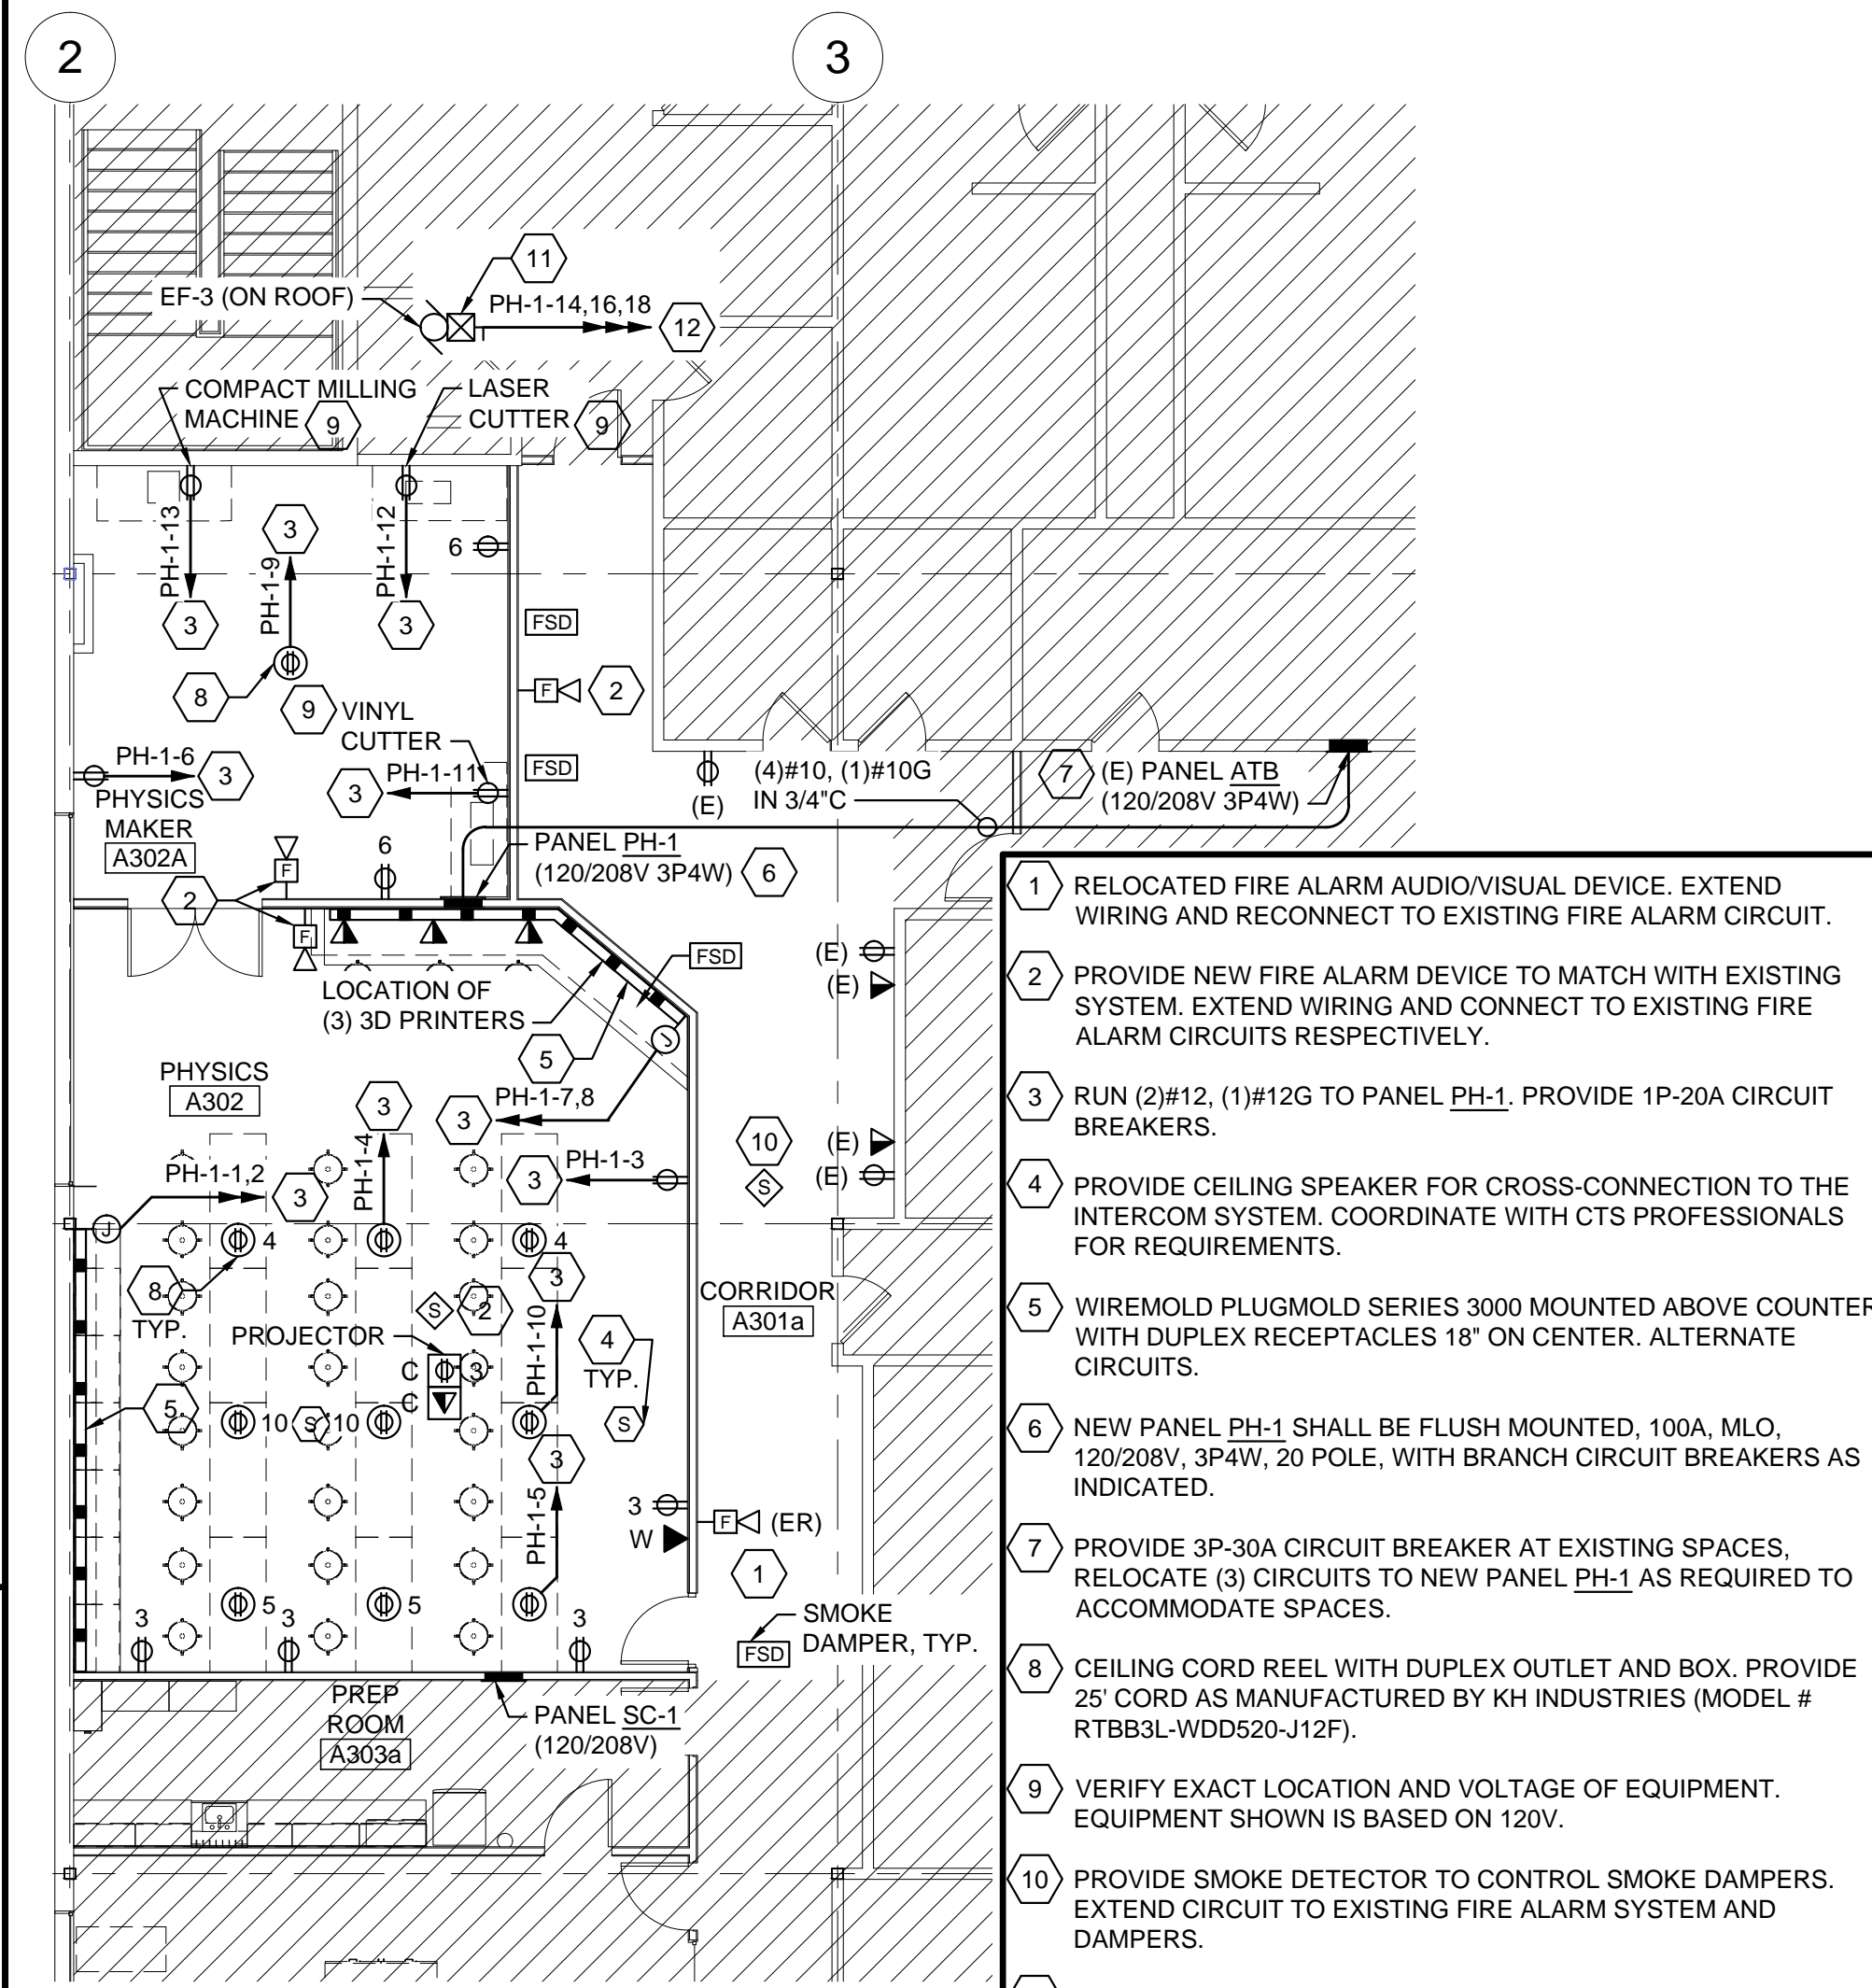 2
3
11
EF-3 (ON ROOF)
PH-1-14,16,18
12
COMPACT MILLING
MACHINE
9
LASER
CUTTER
9
PH-1-13
3
PH-1-9
3
PH-1-12
3
6
FSD
8
9
F
2
VINYL
CUTTER
PH-1-6
3
PHYSICS
MAKER
A302A
PH-1-11
3
FSD
(E)
(4)#10, (1)#10G
IN 3/4"C
7
(E) PANEL ATB
(120/208V 3P4W)
6
F
2
F
PANEL PH-1
(120/208V 3P4W)
6
FSD
LOCATION OF
(3) 3D PRINTERS
5
J
(E)
(E)
PHYSICS
A302
3
PH-1-4
PH-1-7,8
3
PH-1-3
3
10
S
(E)
(E)
PH-1-1,2
3
J
4
4
8
TYP.
S
2
PROJECTOR
C
3
C
3
PH-1-10
4
TYP.
S
CORRIDOR
A301a
5
10
S
10
3
PH-1-5
3
W
F
(ER)
1
5
5
3
3
3
SMOKE
DAMPER, TYP.
FSD
PREP
ROOM
A303a
PANEL SC-1
(120/208V)
1
RELOCATED FIRE ALARM AUDIO/VISUAL DEVICE. EXTEND
WIRING AND RECONNECT TO EXISTING FIRE ALARM CIRCUIT.
2
PROVIDE NEW FIRE ALARM DEVICE TO MATCH WITH EXISTING
SYSTEM. EXTEND WIRING AND CONNECT TO EXISTING FIRE
ALARM CIRCUITS RESPECTIVELY.
3
RUN (2)#12, (1)#12G TO PANEL PH-1. PROVIDE 1P-20A CIRCUIT
BREAKERS.
4
PROVIDE CEILING SPEAKER FOR CROSS-CONNECTION TO THE
INTERCOM SYSTEM. COORDINATE WITH CTS PROFESSIONALS
FOR REQUIREMENTS.
5
WIREMOLD PLUGMOLD SERIES 3000 MOUNTED ABOVE COUNTER
WITH DUPLEX RECEPTACLES 18" ON CENTER. ALTERNATE
CIRCUITS.
6
NEW PANEL PH-1 SHALL BE FLUSH MOUNTED, 100A, MLO,
120/208V, 3P4W, 20 POLE, WITH BRANCH CIRCUIT BREAKERS AS
INDICATED.
7
PROVIDE 3P-30A CIRCUIT BREAKER AT EXISTING SPACES,
RELOCATE (3) CIRCUITS TO NEW PANEL PH-1 AS REQUIRED TO
ACCOMMODATE SPACES.
8
CEILING CORD REEL WITH DUPLEX OUTLET AND BOX. PROVIDE
25' CORD AS MANUFACTURED BY KH INDUSTRIES (MODEL #
RTBB3L-WDD520-J12F).
9
VERIFY EXACT LOCATION AND VOLTAGE OF EQUIPMENT.
EQUIPMENT SHOWN IS BASED ON 120V.
10
PROVIDE SMOKE DETECTOR TO CONTROL SMOKE DAMPERS.
EXTEND CIRCUIT TO EXISTING FIRE ALARM SYSTEM AND
DAMPERS.